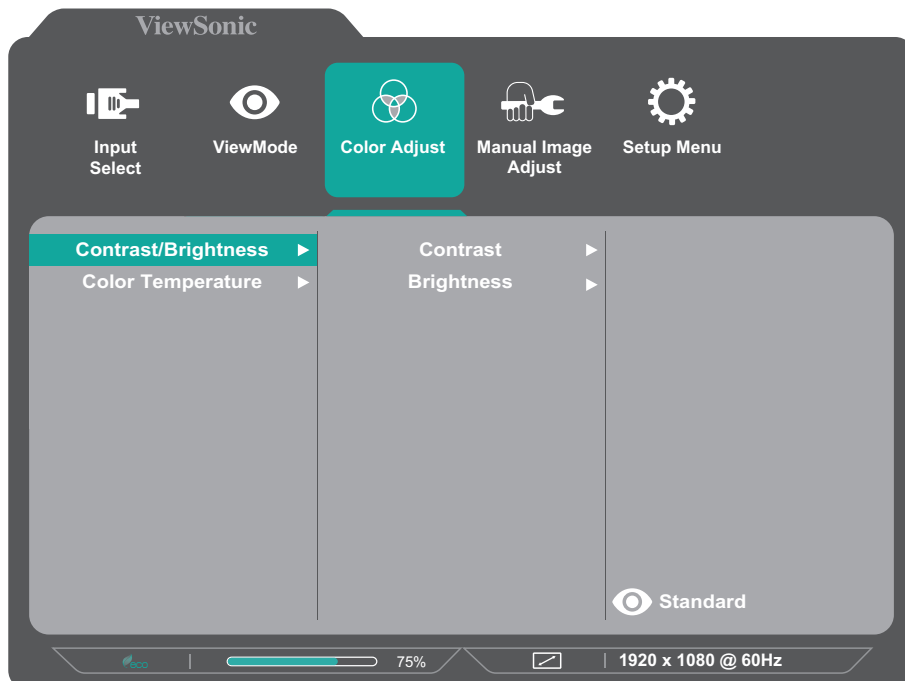 ViewSonic
Input
Select
ViewMode
Color Adjust
Manual Image
Adjust
Setup Menu
Contrast/Brightness
Color Temperature
Contrast
Brightness
Standard
eco
75%
1920 x 1080 @ 60Hz